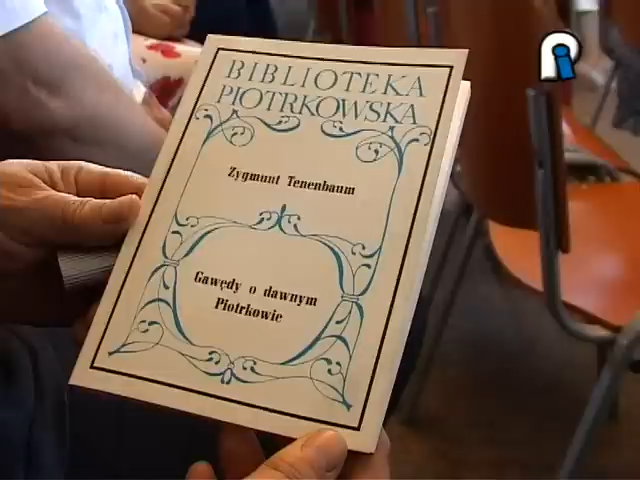 BIBLIOTEKA
PIOTRKOWSKA
Zygmunt Tenenbaum
Gawędy o dawnym
Piotrkowie